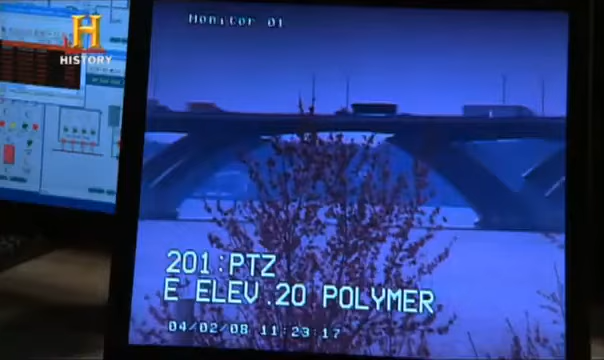 Monitor 01
H
HISTORY
201:PTZ
E ELEV.20 POLYMER
04/02/08 11:23:17